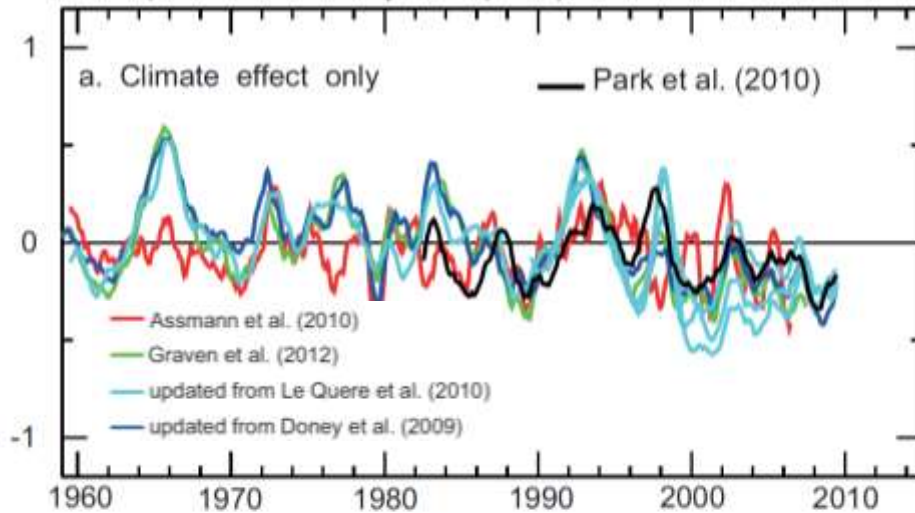 1
a. Climate effect only
Park et al. (2010)
0
Assmann et al. (2010)
Graven et al. (2012)
updated from Le Quere et al. (2010)
updated from Doney et al. (2009)
-1
1960 1970 1980 1990 2000 2010